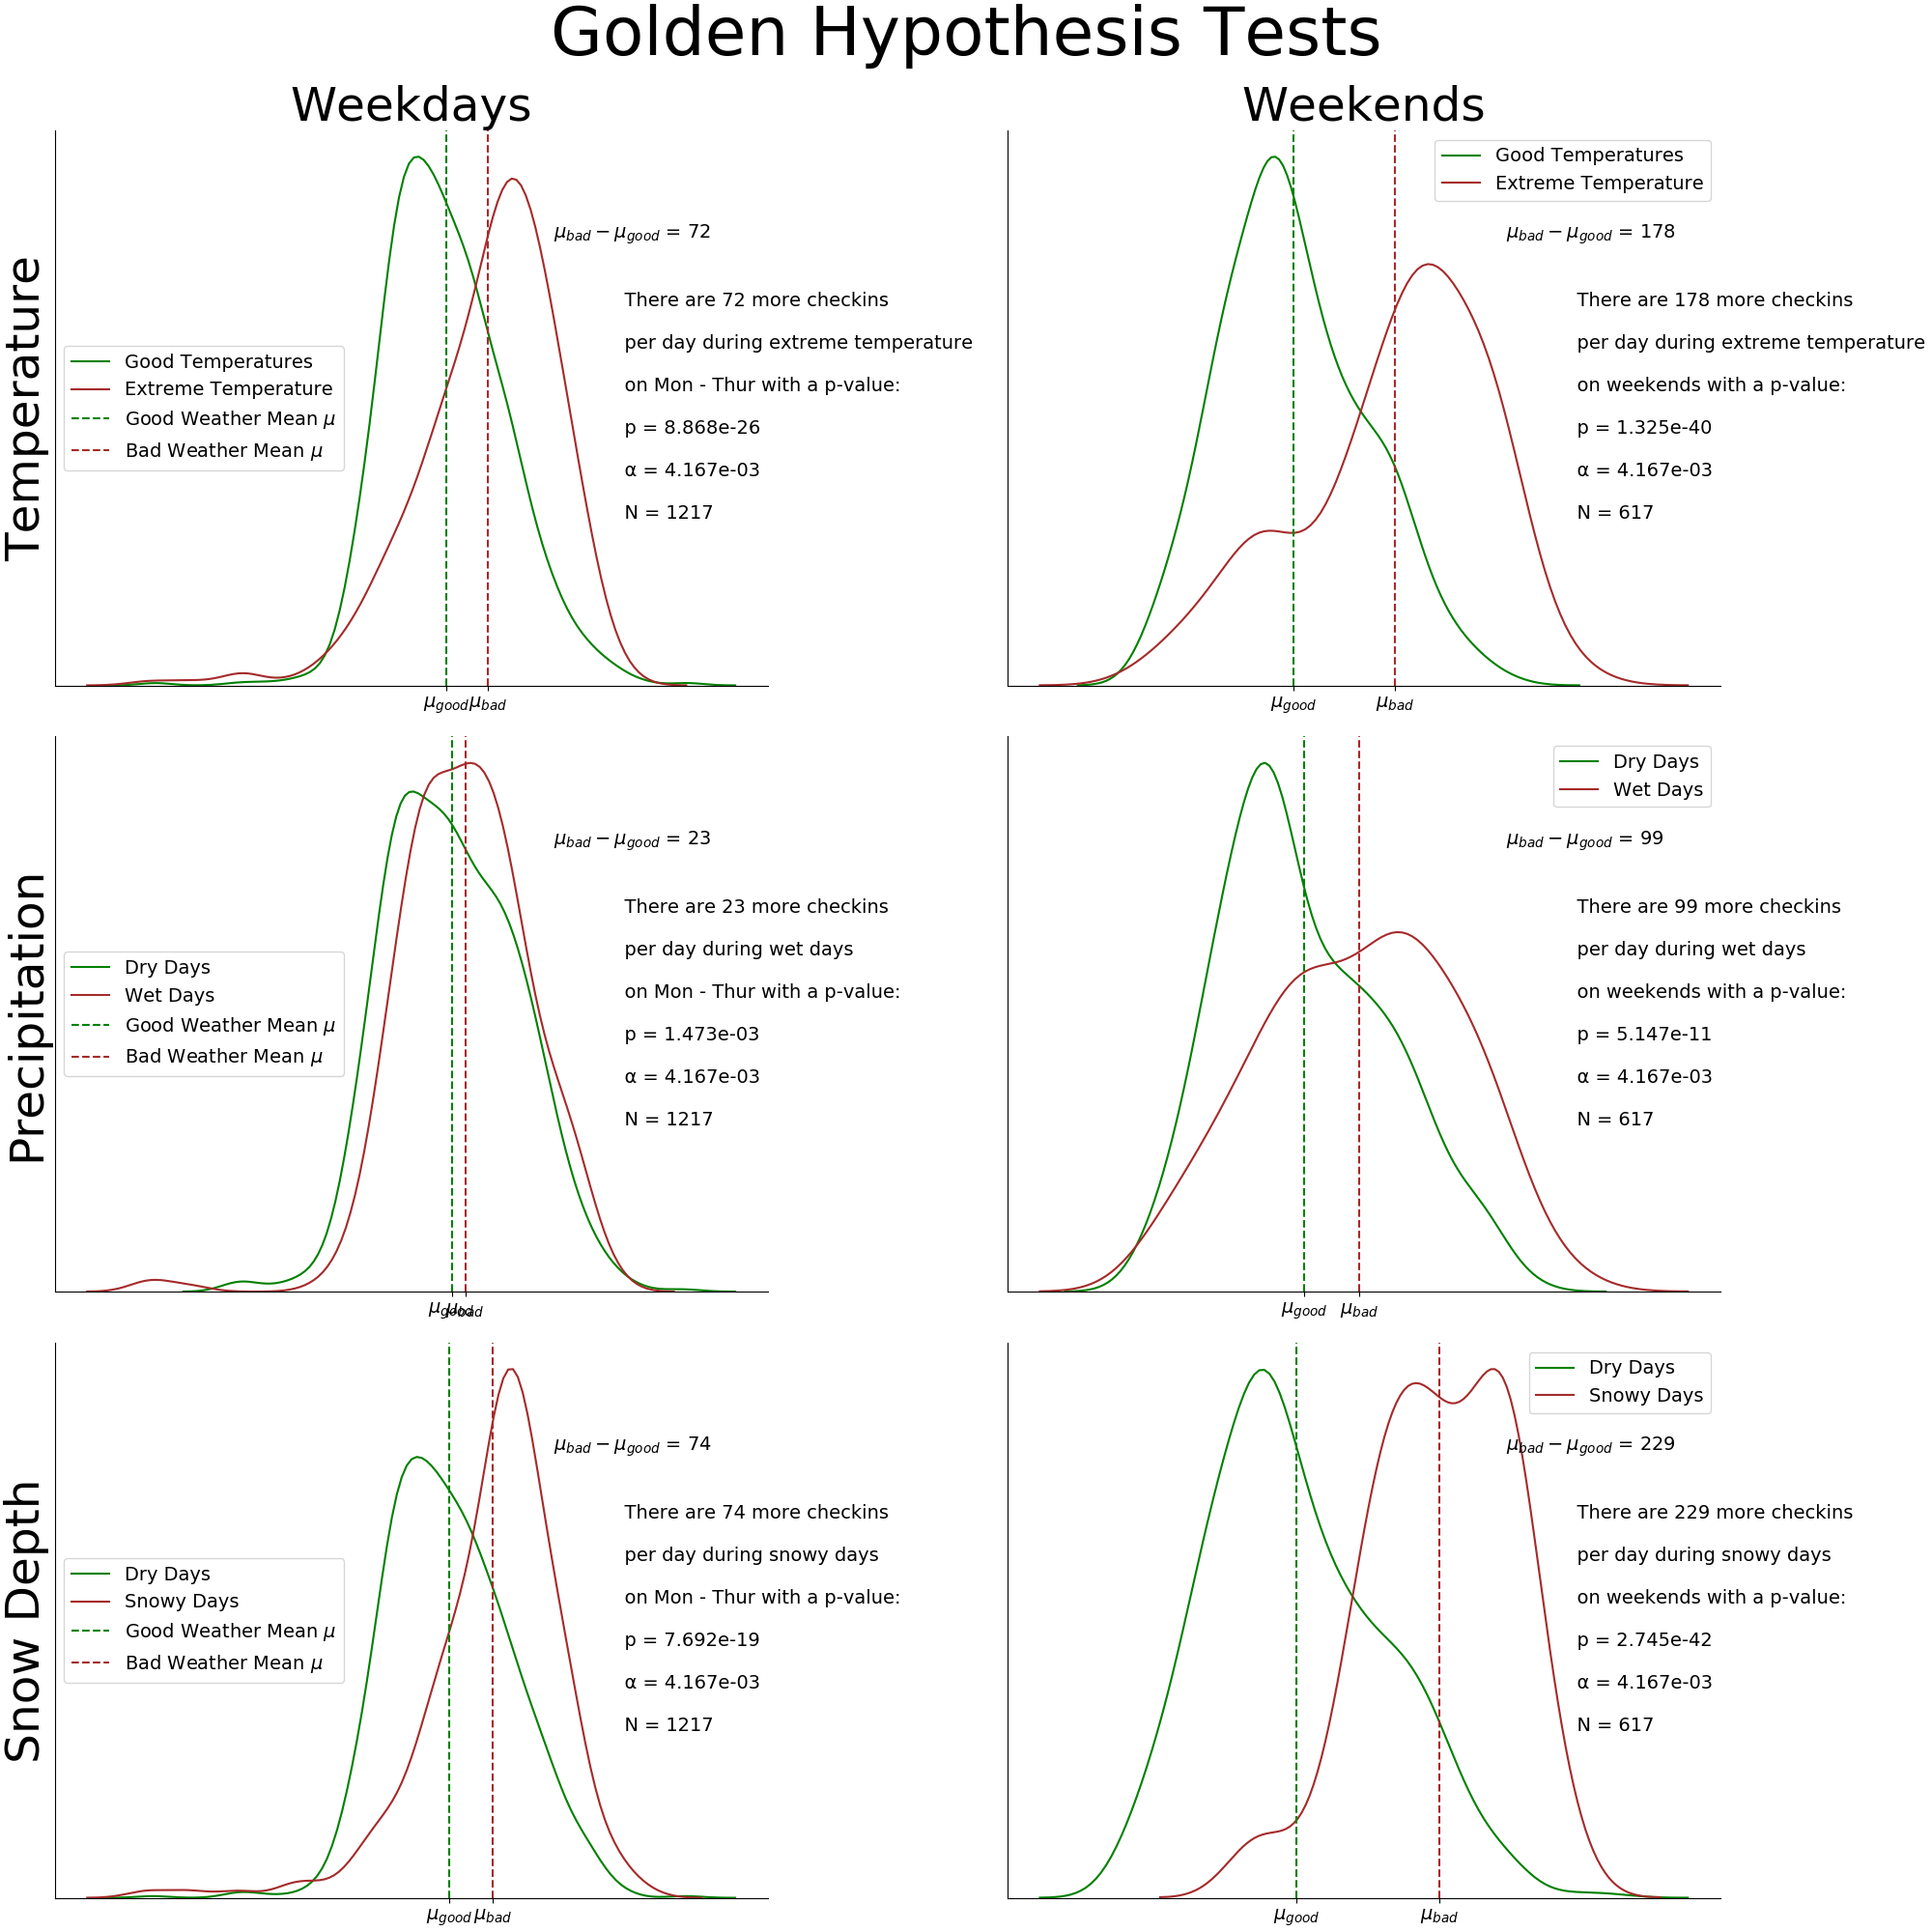 Golden Hypothesis Tests
Weekdays
Weekends
Temperature
Good Temperatures
Extreme Temperature
Good Weather Mean μ
Bad Weather Mean μ
μbad − μgood = 72
There are 72 more checkins
per day during extreme temperature
on Mon - Thur with a p-value:
p = 8.868e-26
α = 4.167e-03
N = 1217
μgood
μbad
Good Temperatures
Extreme Temperature
μbad − μgood = 178
There are 178 more checkins
per day during extreme temperature
on weekends with a p-value:
p = 1.325e-40
α = 4.167e-03
N = 617
μgood
μbad
Precipitation
Dry Days
Wet Days
Good Weather Mean μ
Bad Weather Mean μ
μbad − μgood = 23
There are 23 more checkins
per day during wet days
on Mon - Thur with a p-value:
p = 1.473e-03
α = 4.167e-03
N = 1217
μgood
μbad
Dry Days
Wet Days
μbad − μgood = 99
There are 99 more checkins
per day during wet days
on weekends with a p-value:
p = 5.147e-11
α = 4.167e-03
N = 617
μgood
μbad
Snow Depth
Dry Days
Snowy Days
Good Weather Mean μ
Bad Weather Mean μ
μbad − μgood = 74
There are 74 more checkins
per day during snowy days
on Mon - Thur with a p-value:
p = 7.692e-19
α = 4.167e-03
N = 1217
μgood
μbad
Dry Days
Snowy Days
μbad − μgood = 229
There are 229 more checkins
per day during snowy days
on weekends with a p-value:
p = 2.745e-42
α = 4.167e-03
N = 617
μgood
μbad